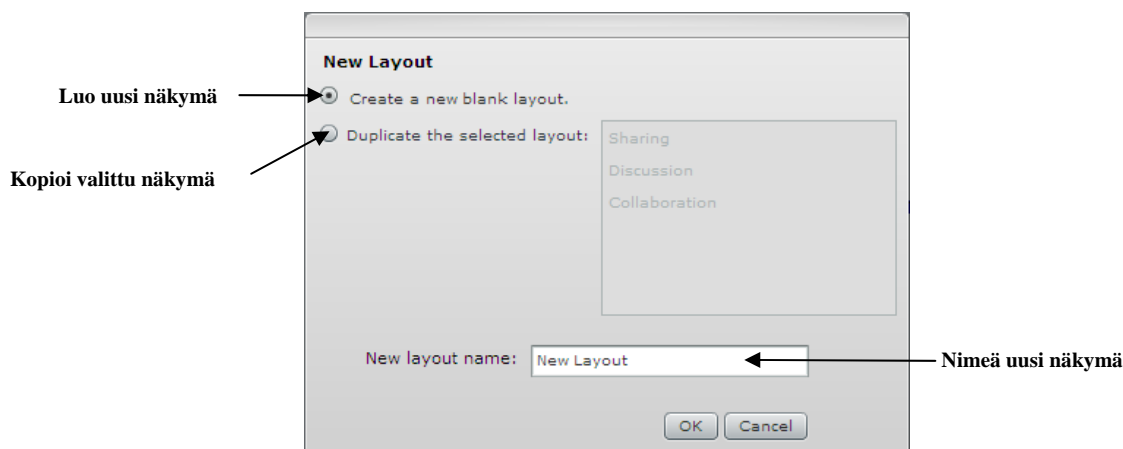 New Layout
Luo uusi näkymä
Create a new blank layout.
Duplicate the selected layout:
Sharing
Kopioi valittu näkymä
Discussion
Collaboration
New layout name:
New Layout
Nimeä uusi näkymä
OK
Cancel